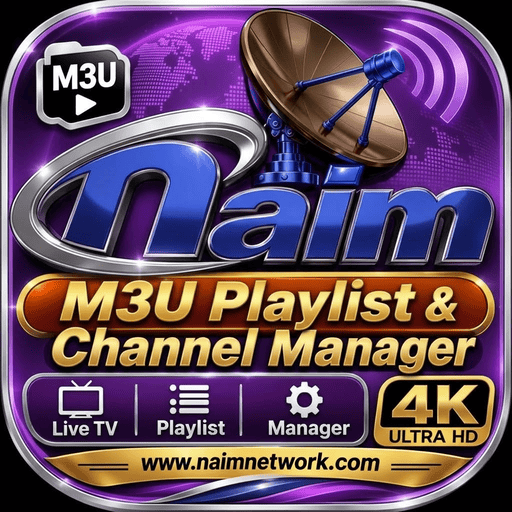 M3U
naim
M3U Playlist &
Channel Manager
Live TV
Playlist
Manager
4K
ULTRA HD
www.naimnetwork.com